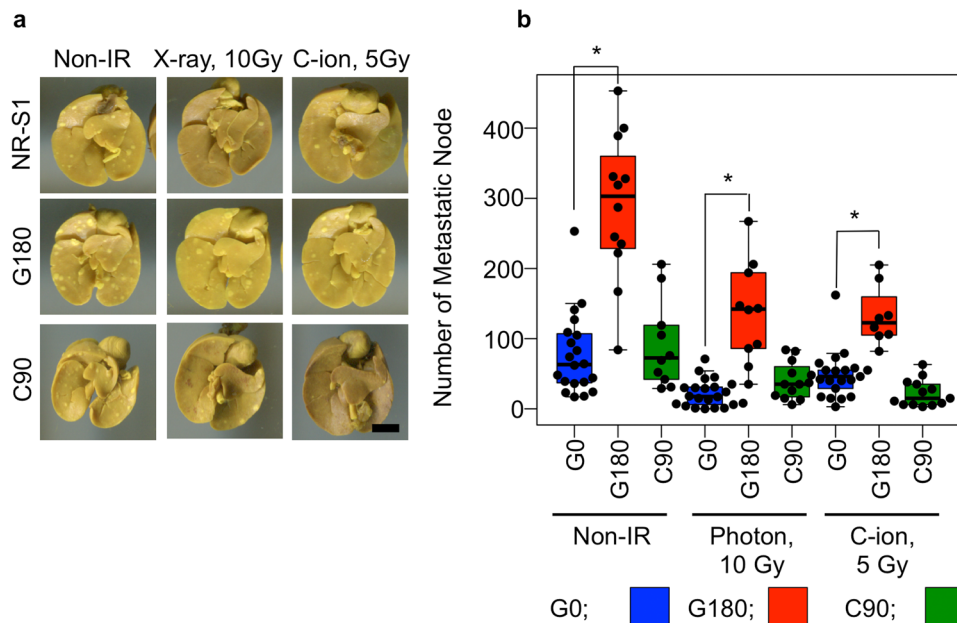 a
Non-IR X-ray, 10Gy C-ion, 5Gy
NR-S1
G180
C90
b
Number of Metastatic Node
400
300
200
100
0
*
*
*
G0 G180 C90 G0 G180 C90 G0 G180 C90
Non-IR Photon, 10 Gy C-ion, 5 Gy
G0; G180; C90;